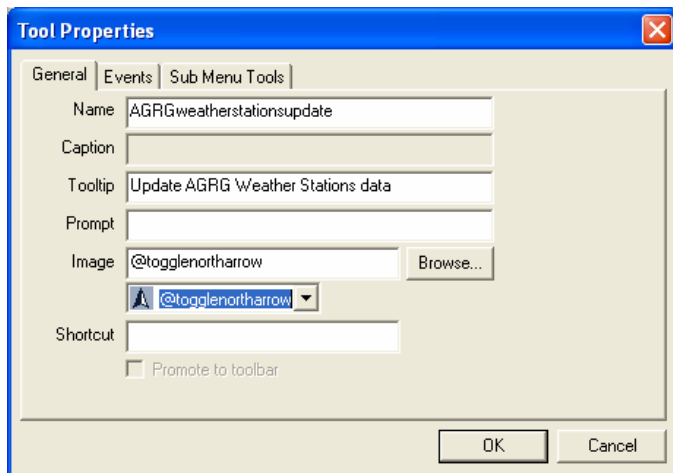 Tool Properties
General Events Sub Menu Tools
Name AGRGweatherstationsupdate
Caption
Tooltip Update AGRG Weather Stations data
Prompt
Image @togglenortharrow Browse...
@togglenortharrow
Shortcut
Promote to toolbar
OK Cancel